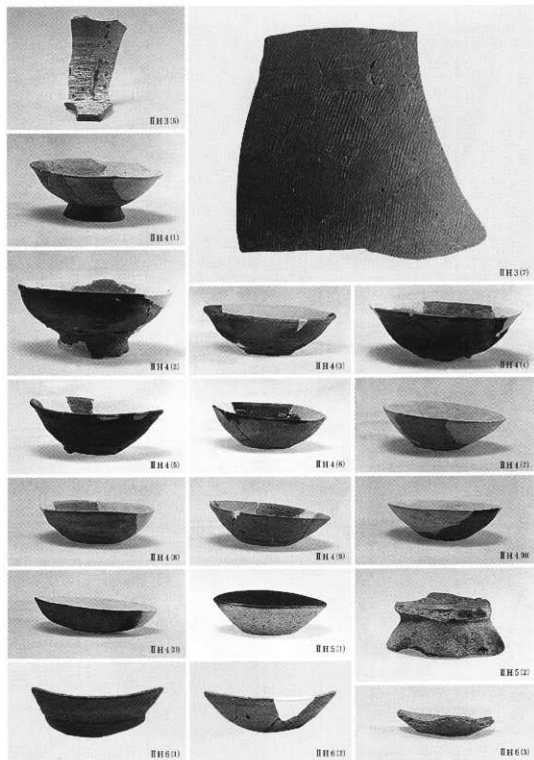 ⅡH3(5)
ⅡH4(1)
ⅡH3(7)
ⅡH4(2)
ⅡH4(3)
ⅡH4(4)
ⅡH4(5)
ⅡH4(6)
ⅡH4(7)
ⅡH4(8)
ⅡH4(9)
ⅡH4(10)
ⅡH4(11)
ⅡH5(1)
ⅡH5(2)
ⅡH6(1)
ⅡH6(2)
ⅡH6(3)